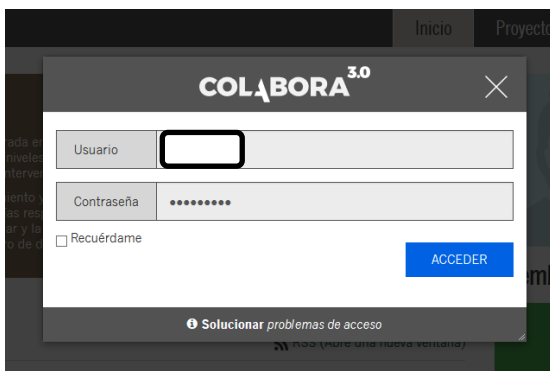 Inicio Proyecto
COLABORA 3.0
Usuario
Contraseña •••••••••
Recuérdame
ACCEDER
Solucionar problemas de acceso
RSS (Abre una nueva ventana)